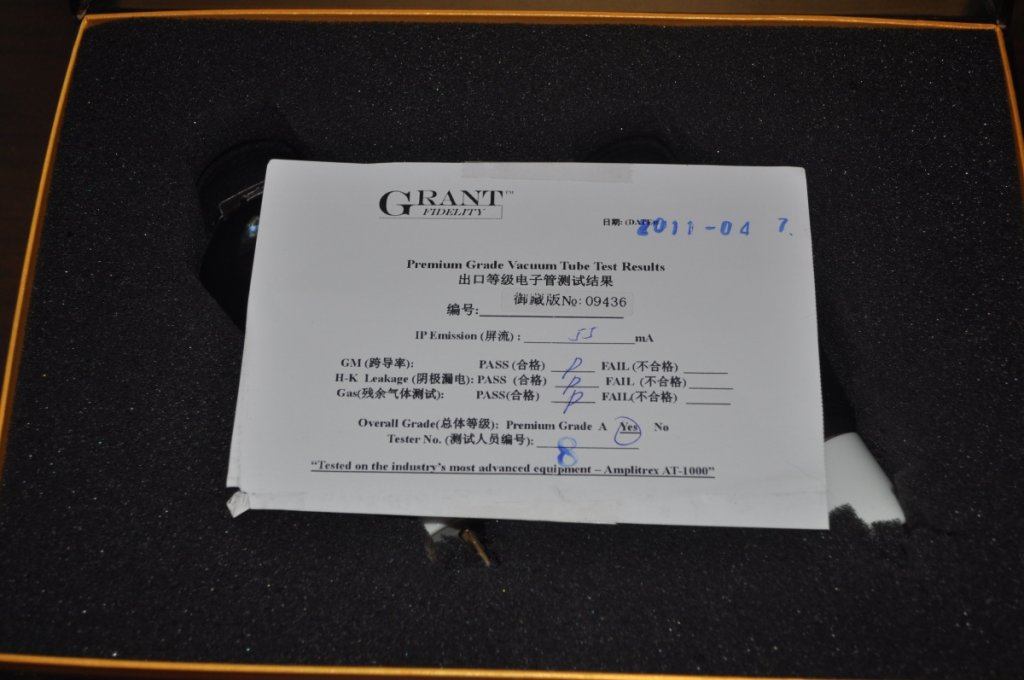 GRANT™
FIDELITY
日期: (DATE) 2011-04 7.
Premium Grade Vacuum Tube Test Results
出口等级电子管测试结果
编号: 御藏版№: 09436
IP Emission (屏流) : 55 mA
GM (跨导率): PASS (合格) P FAIL (不合格)
H-K Leakage (阴极漏电): PASS (合格) P FAIL (不合格)
Gas(残余气体测试): PASS(合格) P FAIL(不合格)
Overall Grade(总体等级): Premium Grade A Yes No
Tester No. (测试人员编号): 8
“Tested on the industry’s most advanced equipment – Amplitrex AT-1000”